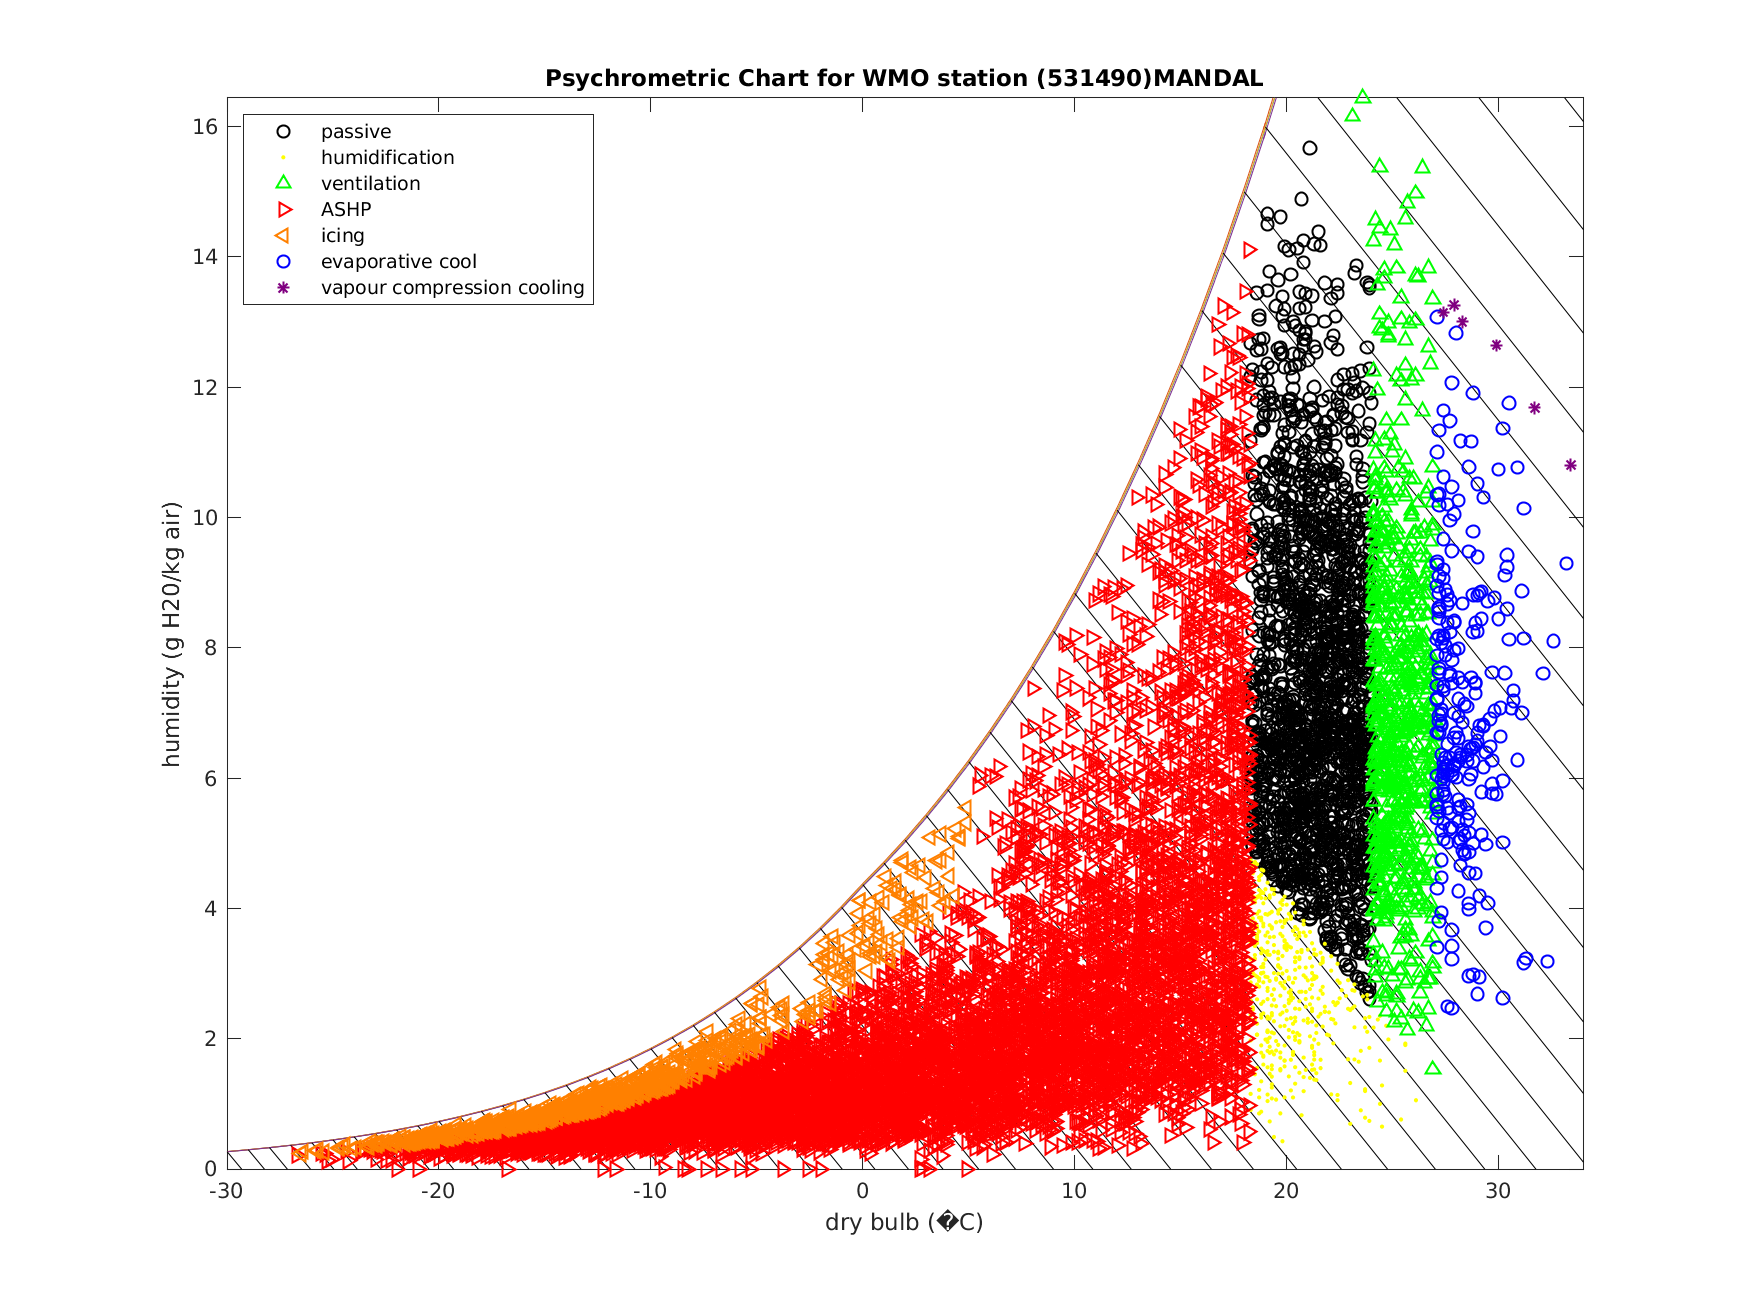 Psychrometric Chart for WMO station (531490)MANDAL
passive
humidification
ventilation
ASHP
icing
evaporative cool
vapour compression cooling
humidity (g H20/kg air)
16
14
12
10
8
6
4
2
0
-30 -20 -10 0 10 20 30
dry bulb (�C)